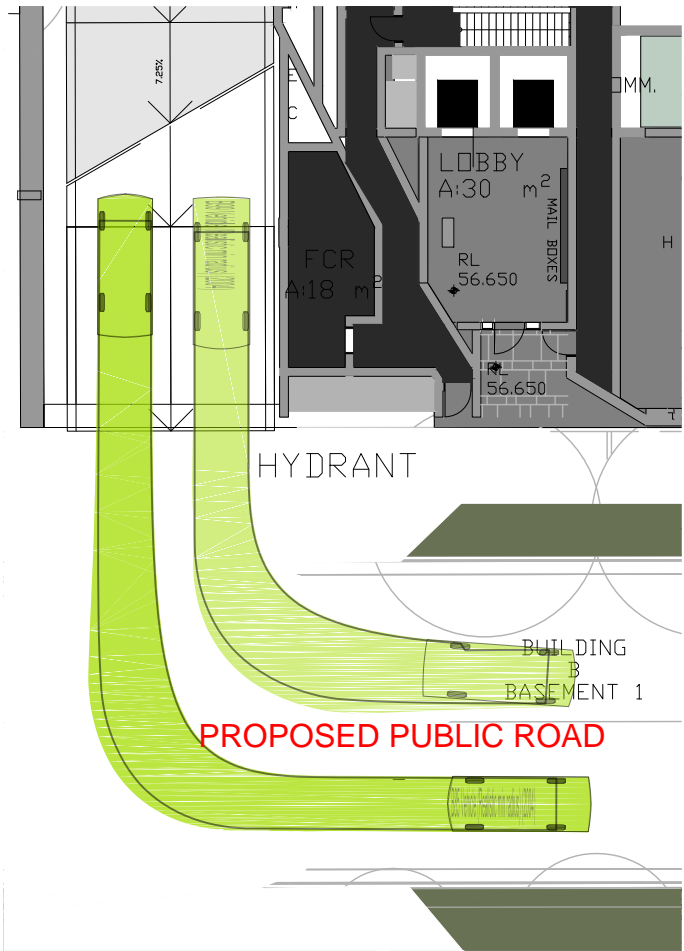 7.25%
E
C
MM.
LOBBY
A:30 m²
MAIL BOXES
H
RL
56.650
FCR
A:18 m²
RL
56.650
HYDRANT
BUILDING
B
BASEMENT 1
PROPOSED PUBLIC ROAD